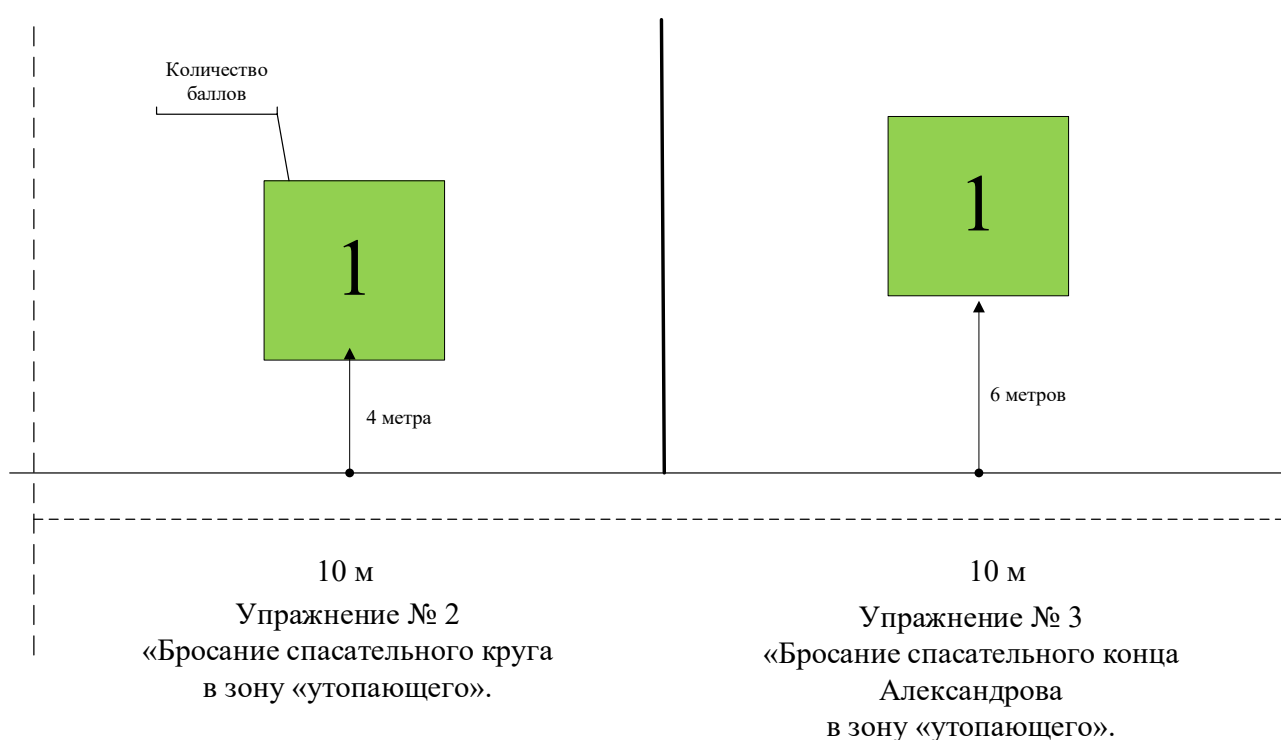 Количество
баллов
1
4 метра
10 м
Упражнение № 2
«Бросание спасательного круга
в зону «утопающего».
1
6 метров
10 м
Упражнение № 3
«Бросание спасательного конца
Александрова
в зону «утопающего».